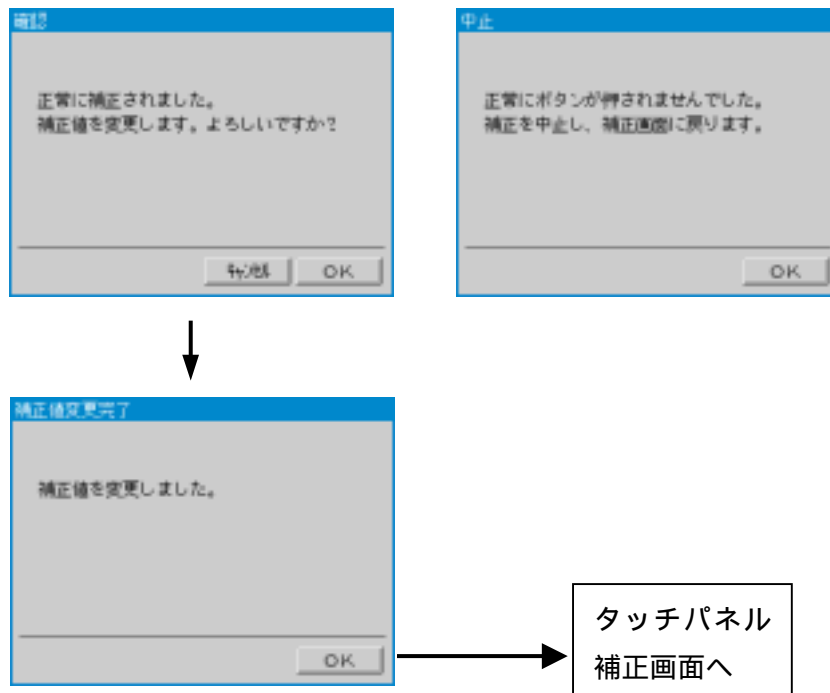 確認
正常に補正されました。
補正値を変更します。よろしいですか?
ｷｬﾝｾﾙ
OK
中止
正常にボタンが押されませんでした。
補正を中止し、補正画面に戻ります。
OK
補正値変更完了
補正値を変更しました。
OK
タッチパネル
補正画面へ